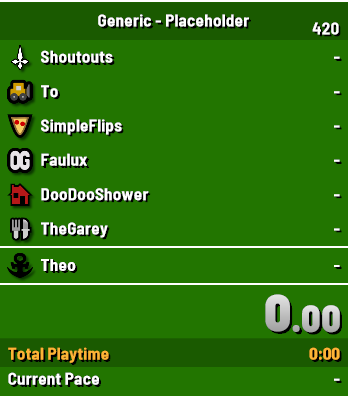 Generic - Placeholder
420
Shoutouts -
To -
SimpleFlips -
OG Faulux -
DooDooShower -
TheGarey -
Theo -
0.00
Total Playtime 0:00
Current Pace -